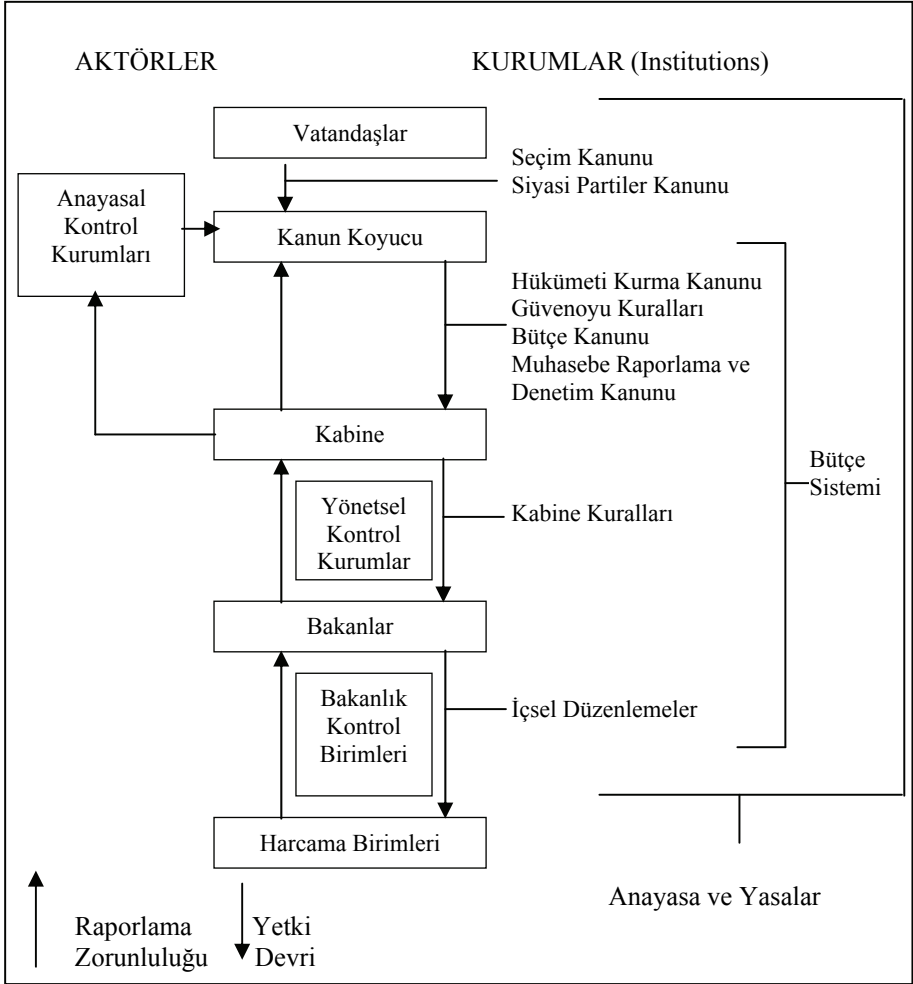 AKTÖRLER
KURUMLAR (Institutions)
Vatandaşlar
Seçim Kanunu
Siyasi Partiler Kanunu
Anayasal
Kontrol
Kurumları
Kanun Koyucu
Hükümeti Kurma Kanunu
Güvenoyu Kuralları
Bütçe Kanunu
Muhasebe Raporlama ve
Denetim Kanunu
Kabine
Bütçe
Sistemi
Yönetsel
Kontrol
Kurumlar
Kabine Kuralları
Bakanlar
Bakanlık
Kontrol
Birimleri
İçsel Düzenlemeler
Harcama Birimleri
Anayasa ve Yasalar
Raporlama
Zorunluluğu
Yetki
Devri